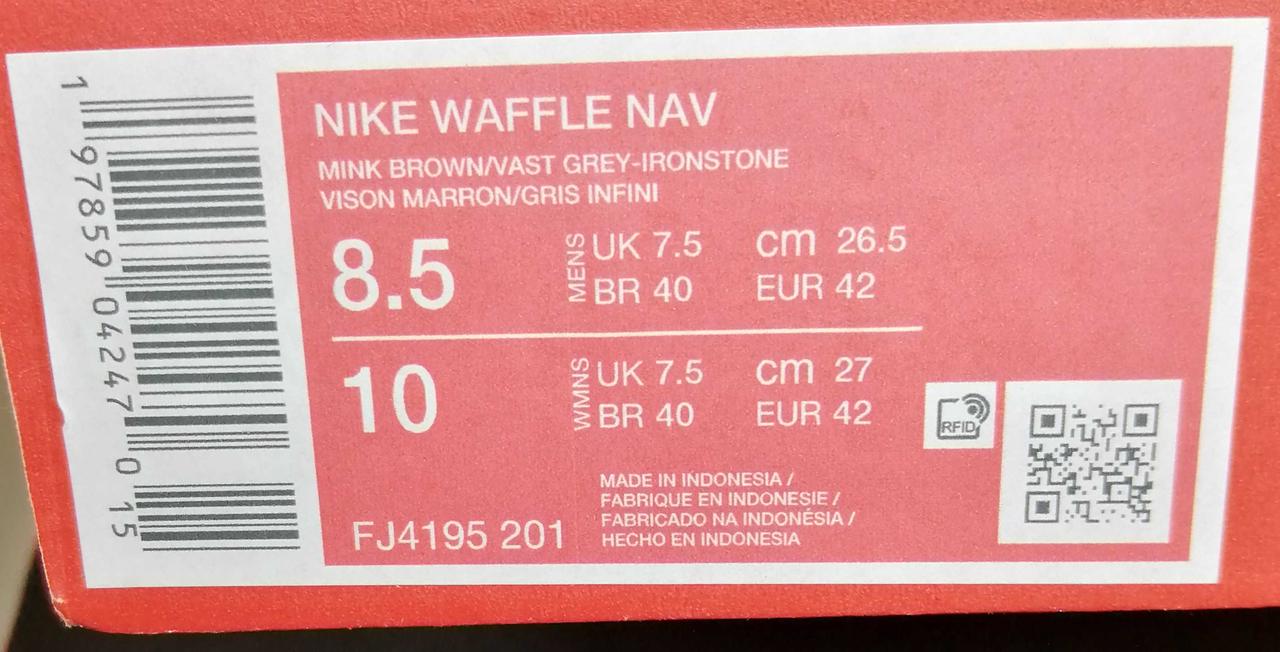 NIKE WAFFLE NAV
MINK BROWN/VAST GREY-IRONSTONE
VISON MARRON/GRIS INFINI
8.5 MENS UK 7.5 cm 26.5
BR 40 EUR 42
10 WMNS UK 7.5 cm 27
BR 40 EUR 42
MADE IN INDONESIA /
FABRIQUE EN INDONESIE /
FABRICADO NA INDONÉSIA /
HECHO EN INDONESIA
FJ4195 201
RFID
1 97859 04247 0 15